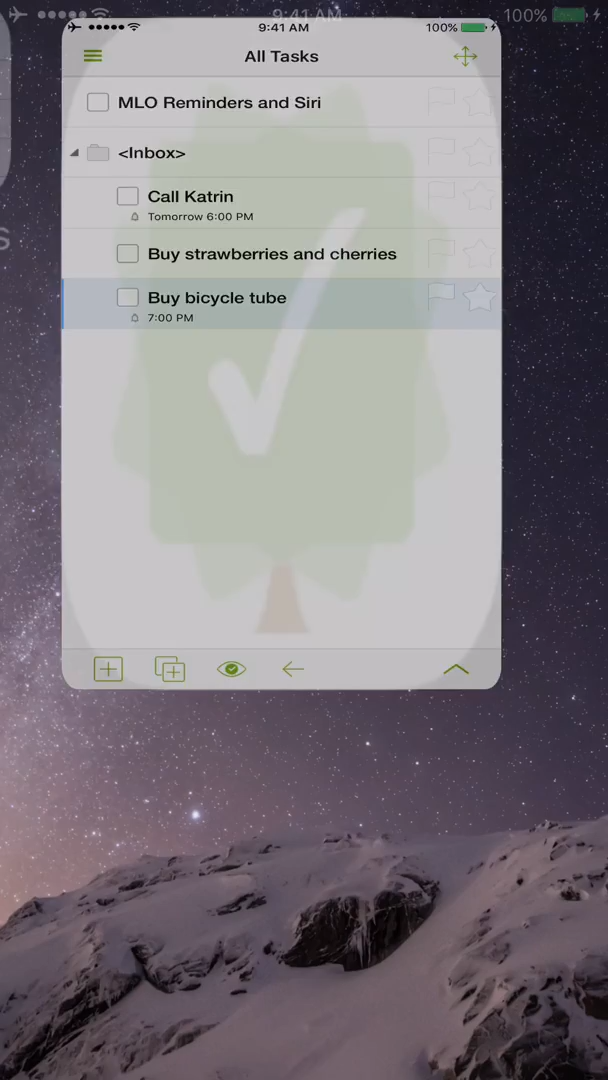 9:41 AM
100%
9:41 AM
100%
All Tasks
MLO Reminders and Siri
<Inbox>
Call Katrin
Tomorrow 6:00 PM
Buy strawberries and cherries
Buy bicycle tube
7:00 PM